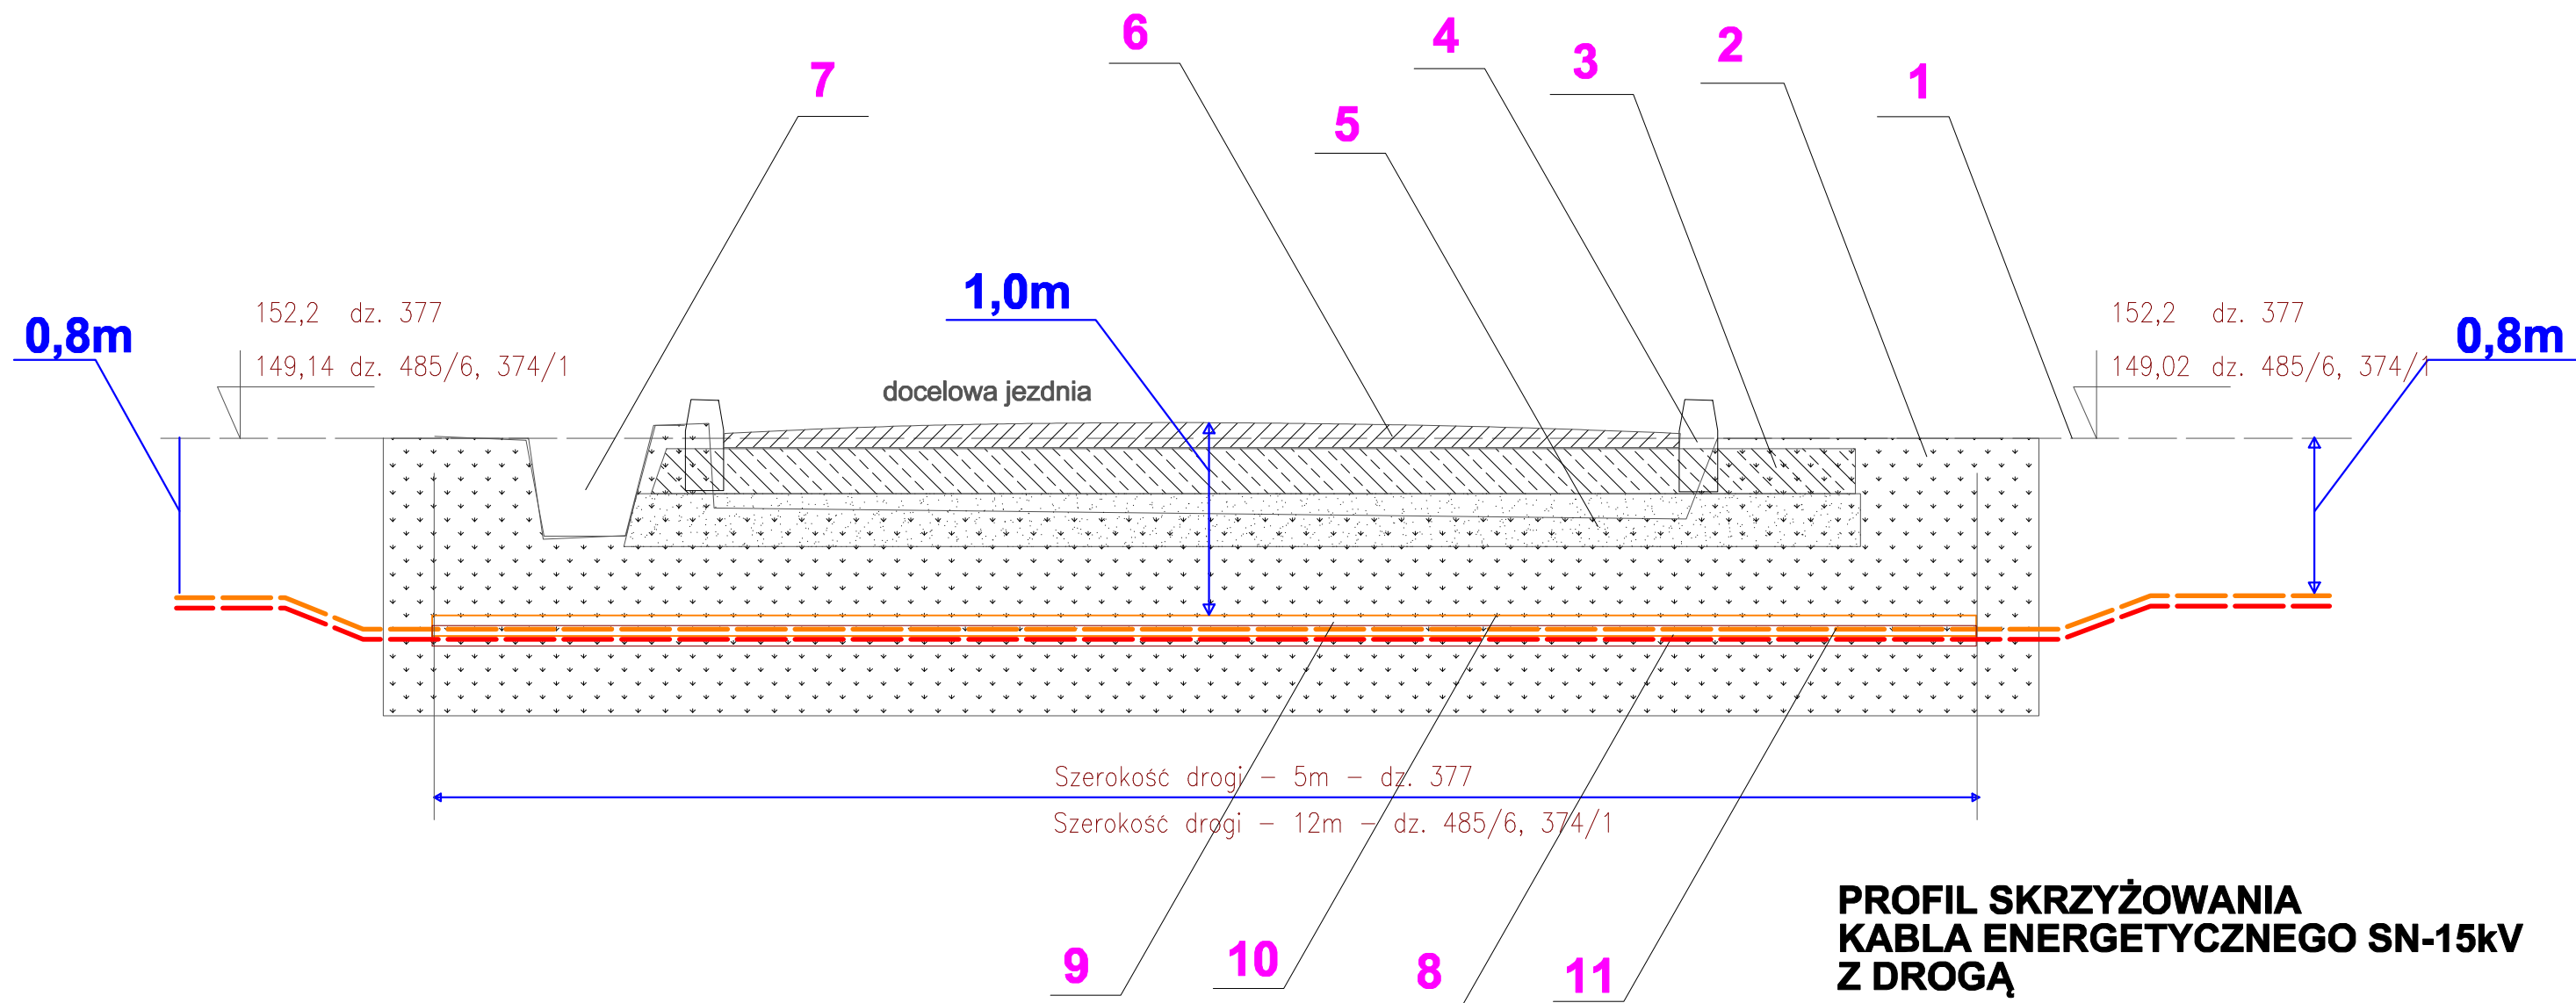 6
4
2
3
1
7
5
1,0m
152,2 dz. 377
152,2 dz. 377
0,8m
0,8m
149,14 dz. 485/6, 374/1
149,02 dz. 485/6, 374/1
docelowa jezdnia
Szerokość drogi – 5m – dz. 377
Szerokość drogi – 12m – dz. 485/6, 374/1
PROFIL SKRZYŻOWANIA
KABLA ENERGETYCZNEGO SN-15kV
Z DROGĄ
9
10
8
11